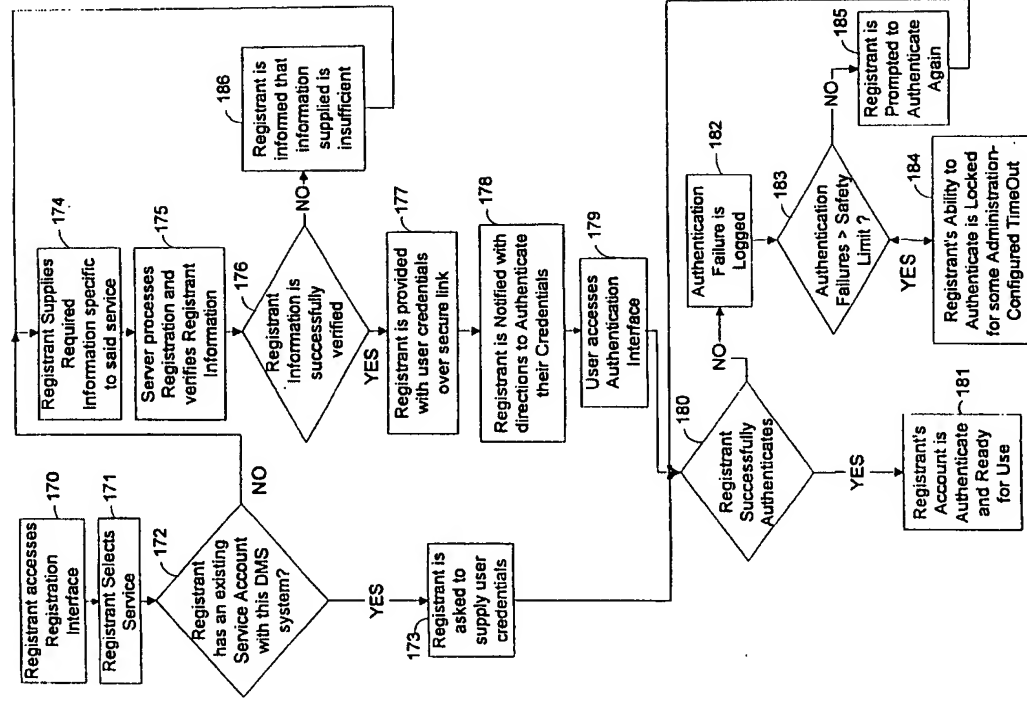 170
Registrant accesses
Registration
Interface
171
Registrant Selects
Service
172
Registrant
has an existing
Service Account
with this DMS
system?
NO
YES
173
Registrant is
asked to
supply user
credentials
174
Registrant Supplies
Required
Information specific
to said service
175
Server processes
Registration and
verifies Registrant
Information
176
Registrant
Information is
successfully
verified
NO
YES
186
Registrant is
informed that
information
supplied is
insufficient
177
Registrant is provided
with user credentials
over secure link
178
Registrant is Notified with
directions to Authenticate
their Credentials
179
User accesses
Authentication
Interface
180
Registrant
Successfully
Authenticates
NO
YES
181
Registrant's
Account is
Authenticate
and Ready
for Use
182
Authentication
Failure is
Logged
183
Authentication
Failures > Safety
Limit ?
NO
YES
184
Registrant's Ability to
Authenticate is Locked
for some Administration-
Configured TimeOut
185
Registrant is
Prompted to
Authenticate
Again